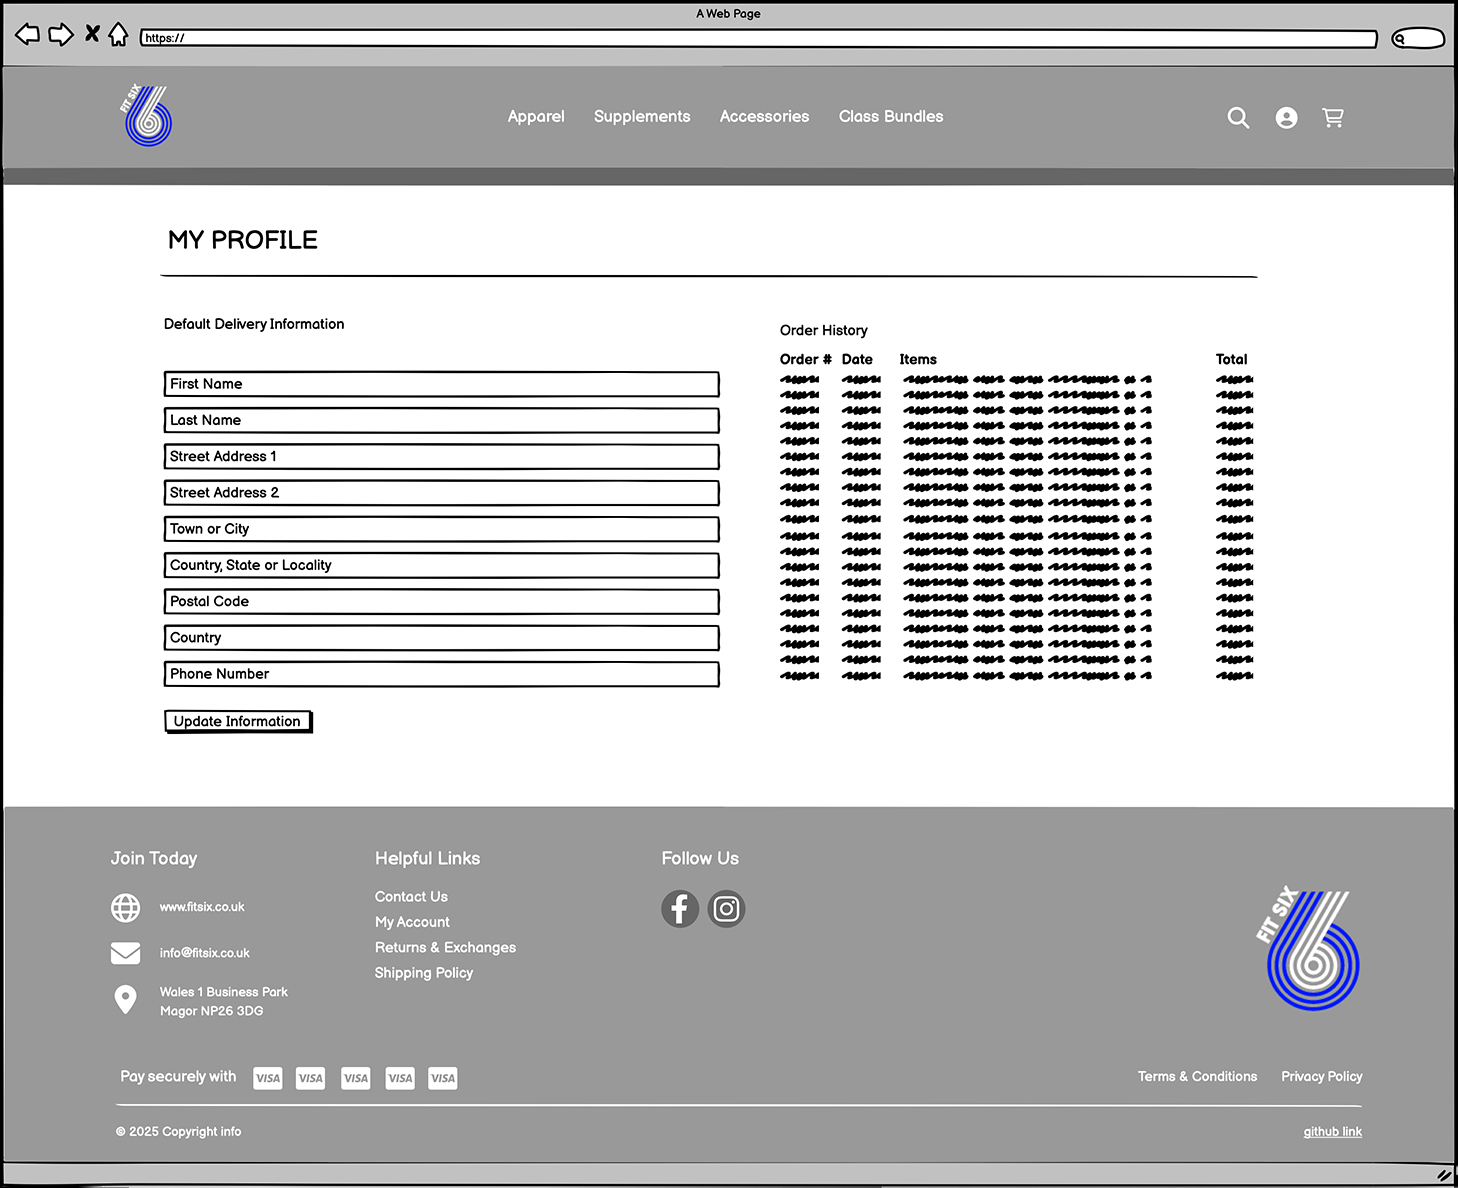 A Web Page
https://
FIT SIX
Apparel Supplements Accessories Class Bundles
MY PROFILE
Default Delivery Information
First Name
Last Name
Street Address 1
Street Address 2
Town or City
Country, State or Locality
Postal Code
Country
Phone Number
Update Information
Order History
Order # Date Items Total
Join Today
www.fitsix.co.uk
info@fitsix.co.uk
Wales 1 Business Park
Magor NP26 3DG
Helpful Links
Contact Us
My Account
Returns & Exchanges
Shipping Policy
Follow Us
FIT SIX
Pay securely with VISA VISA VISA VISA VISA
Terms & Conditions Privacy Policy
© 2025 Copyright info
github link